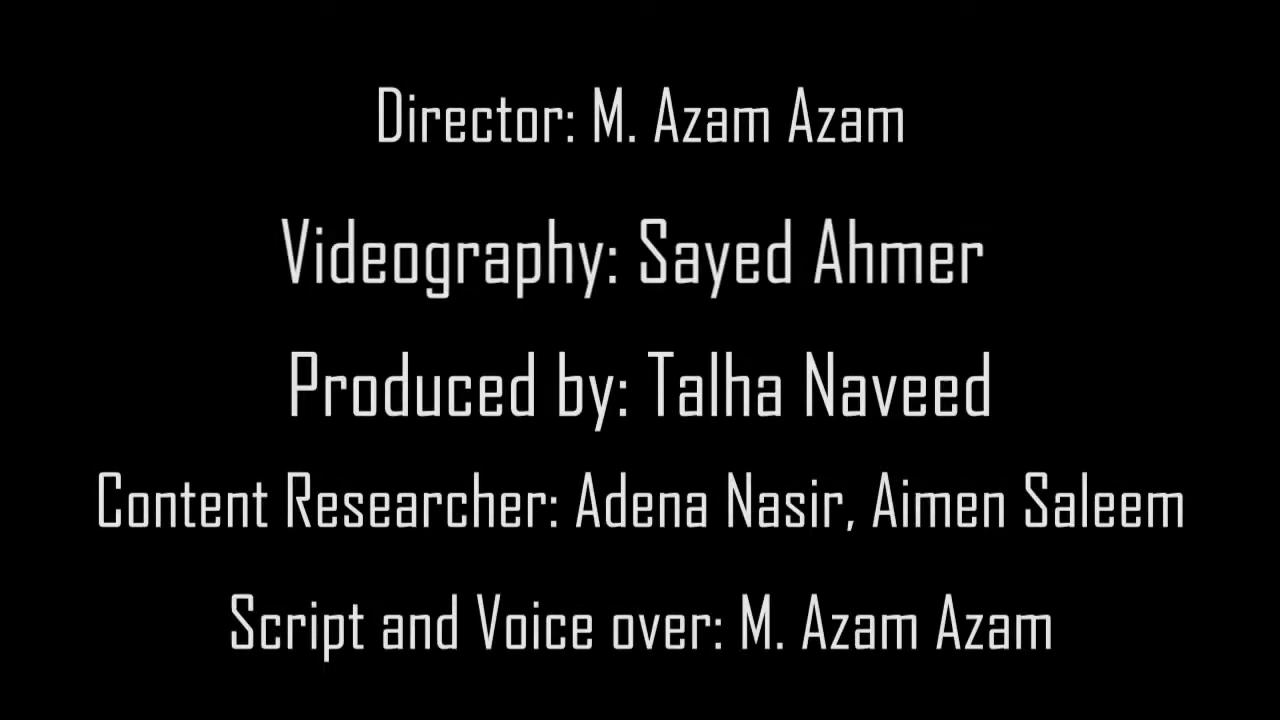 Director: M. Azam Azam
Videography: Sayed Ahmer
Produced by: Talha Naveed
Content Researcher: Adena Nasir, Aimen Saleem
Script and Voice over: M. Azam Azam